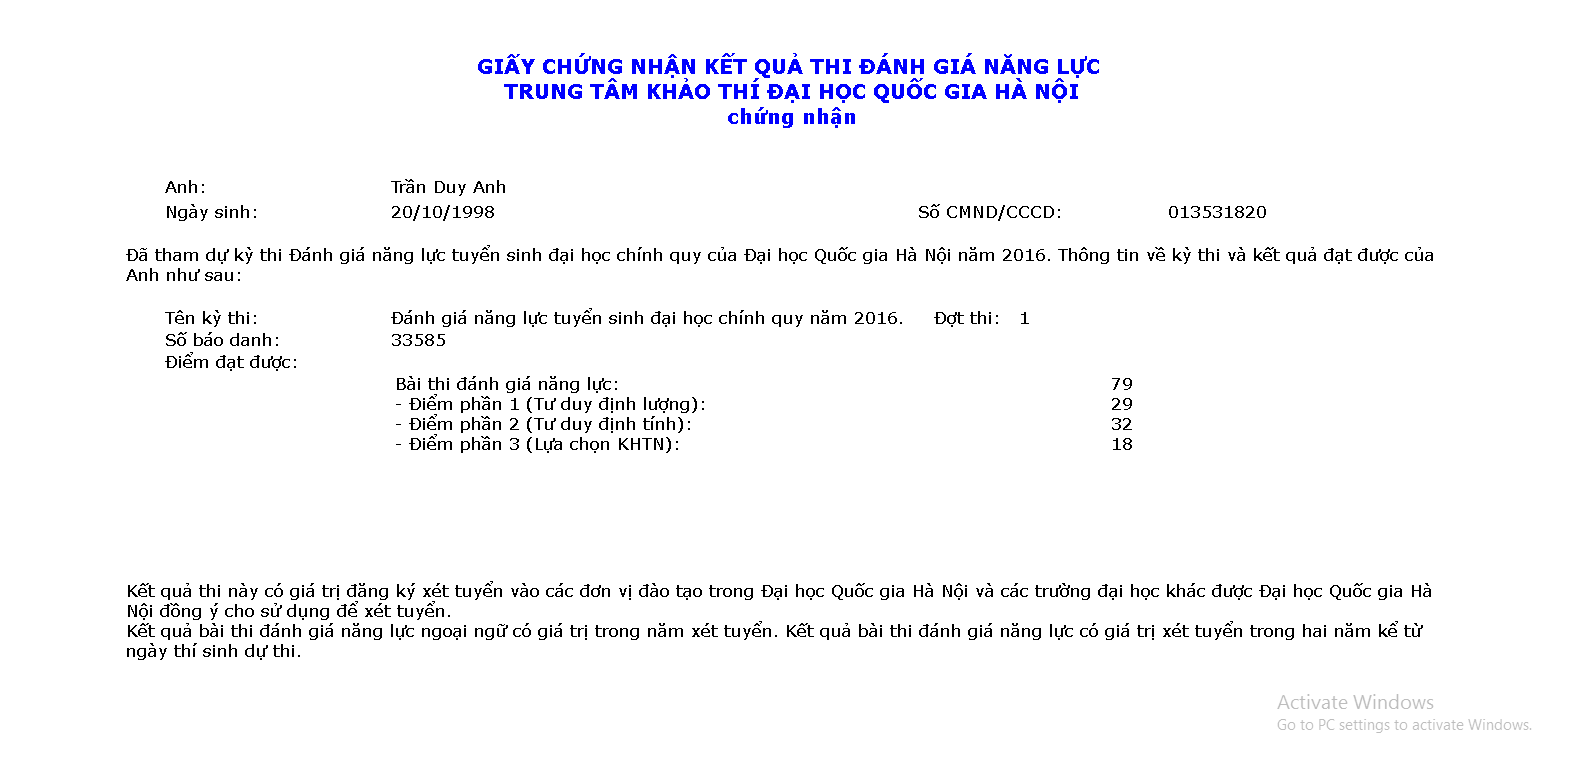 GIẤY CHỨNG NHẬN KẾT QUẢ THI ĐÁNH GIÁ NĂNG LỰC
TRUNG TÂM KHẢO THÍ ĐẠI HỌC QUỐC GIA HÀ NỘI
chứng nhận
Anh: Trần Duy Anh
Ngày sinh: 20/10/1998 Số CMND/CCCD: 013531820
Đã tham dự kỳ thi Đánh giá năng lực tuyển sinh đại học chính quy của Đại học Quốc gia Hà Nội năm 2016. Thông tin về kỳ thi và kết quả đạt được của
Anh như sau:
Tên kỳ thi: Đánh giá năng lực tuyển sinh đại học chính quy năm 2016. Đợt thi: 1
Số báo danh: 33585
Điểm đạt được:
Bài thi đánh giá năng lực: 79
- Điểm phần 1 (Tư duy định lượng): 29
- Điểm phần 2 (Tư duy định tính): 32
- Điểm phần 3 (Lựa chọn KHTN): 18
Kết quả thi này có giá trị đăng ký xét tuyển vào các đơn vị đào tạo trong Đại học Quốc gia Hà Nội và các trường đại học khác được Đại học Quốc gia Hà
Nội đồng ý cho sử dụng để xét tuyển.
Kết quả bài thi đánh giá năng lực ngoại ngữ có giá trị trong năm xét tuyển. Kết quả bài thi đánh giá năng lực có giá trị xét tuyển trong hai năm kể từ
ngày thí sinh dự thi.
Activate Windows
Go to PC settings to activate Windows.